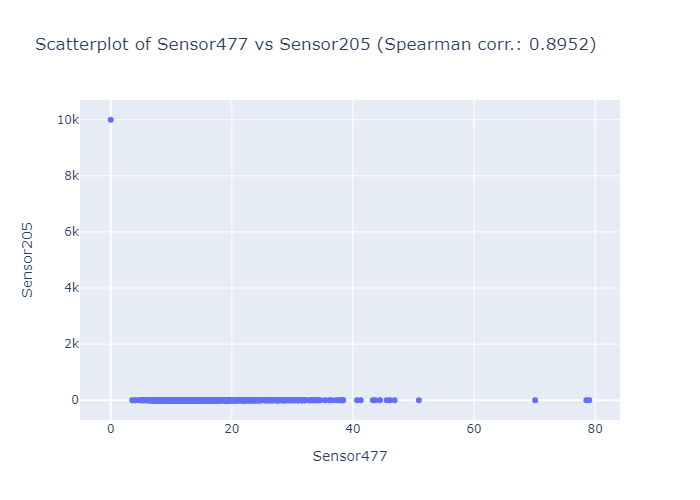 Scatterplot of Sensor477 vs Sensor205 (Spearman corr.: 0.8952)
10k
8k
6k
4k
2k
0
Sensor205
0 20 40 60 80
Sensor477